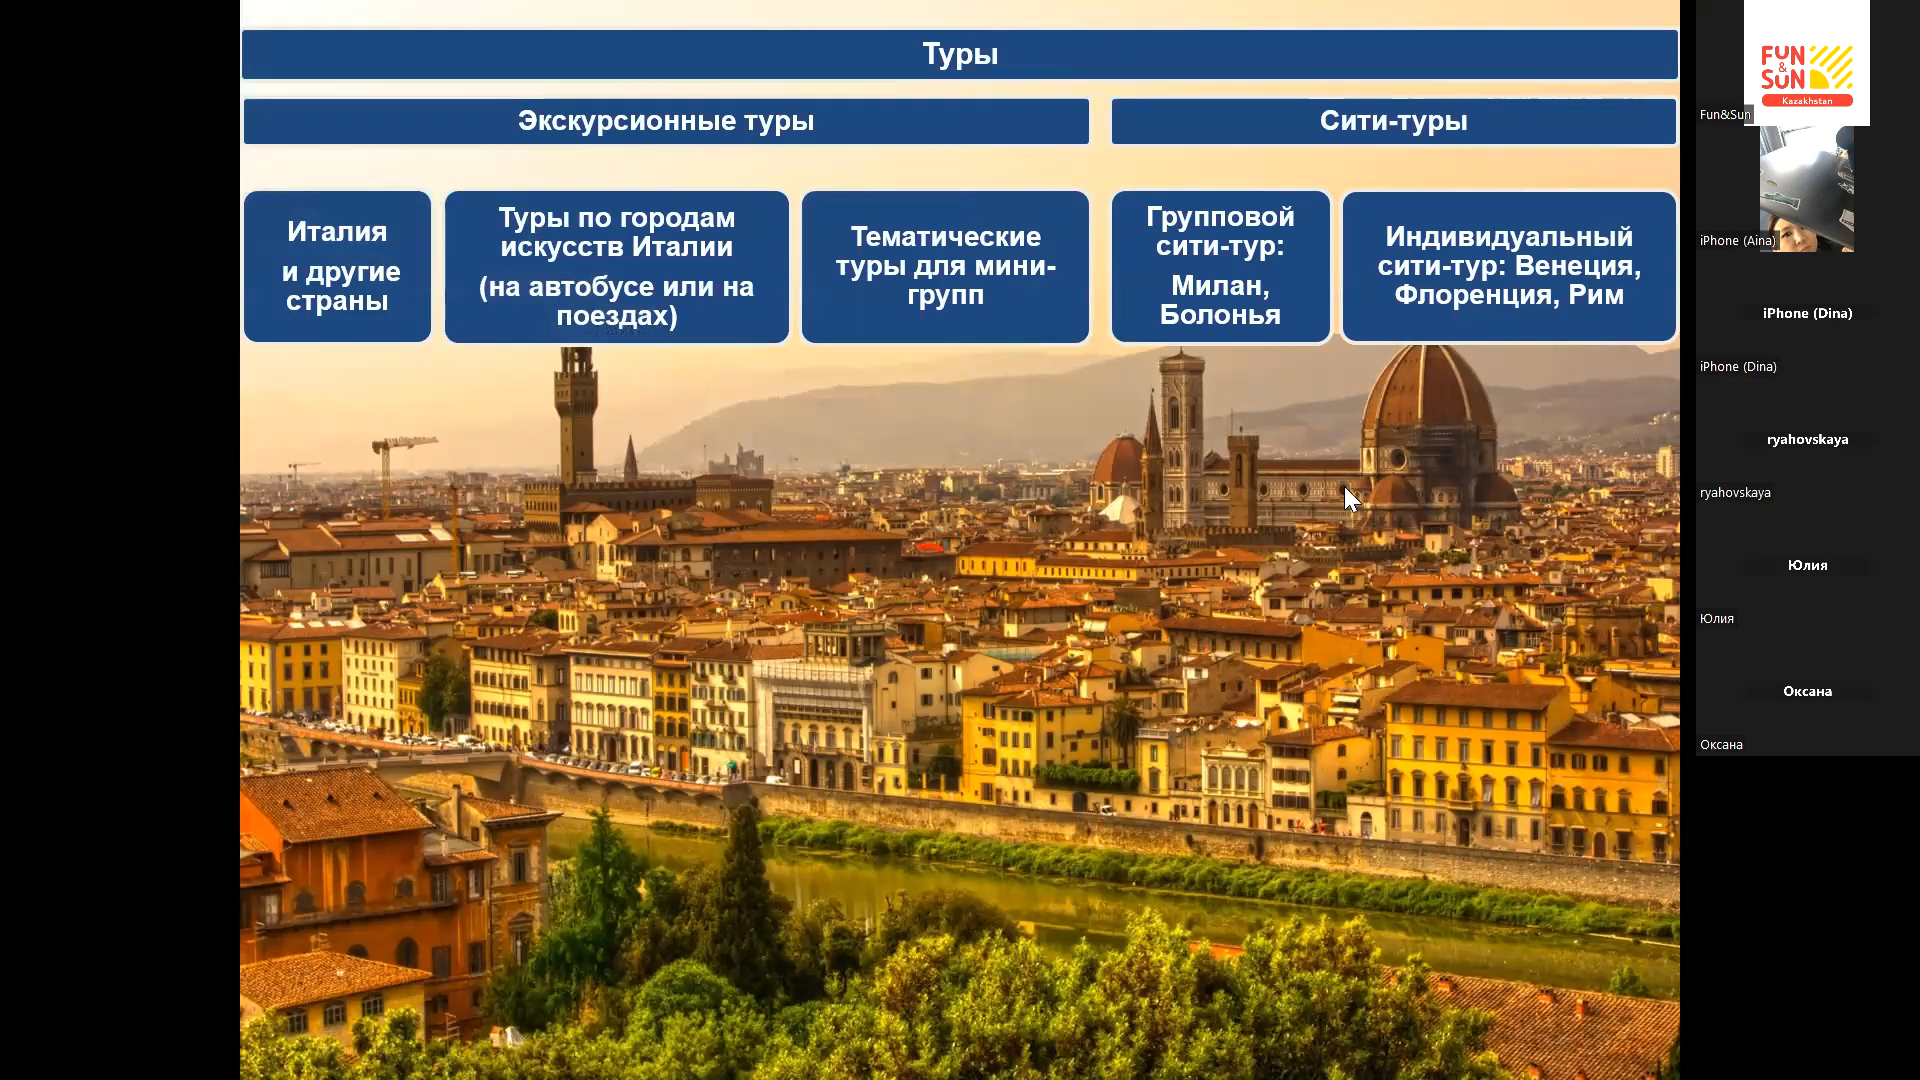 Туры
Экскурсионные туры
Сити-туры
Италия
и другие
страны
Туры по городам
искусств Италии
(на автобусе или на
поездах)
Тематические
туры для мини-
групп
Групповой
сити-тур:
Милан,
Болонья
Индивидуальный
сити-тур: Венеция,
Флоренция, Рим
FUN
&
SUN
Kazakhstan
Fun&Sun
iPhone (Aina)
iPhone (Dina)
iPhone (Dina)
ryahovskaya
ryahovskaya
Юлия
Юлия
Оксана
Оксана